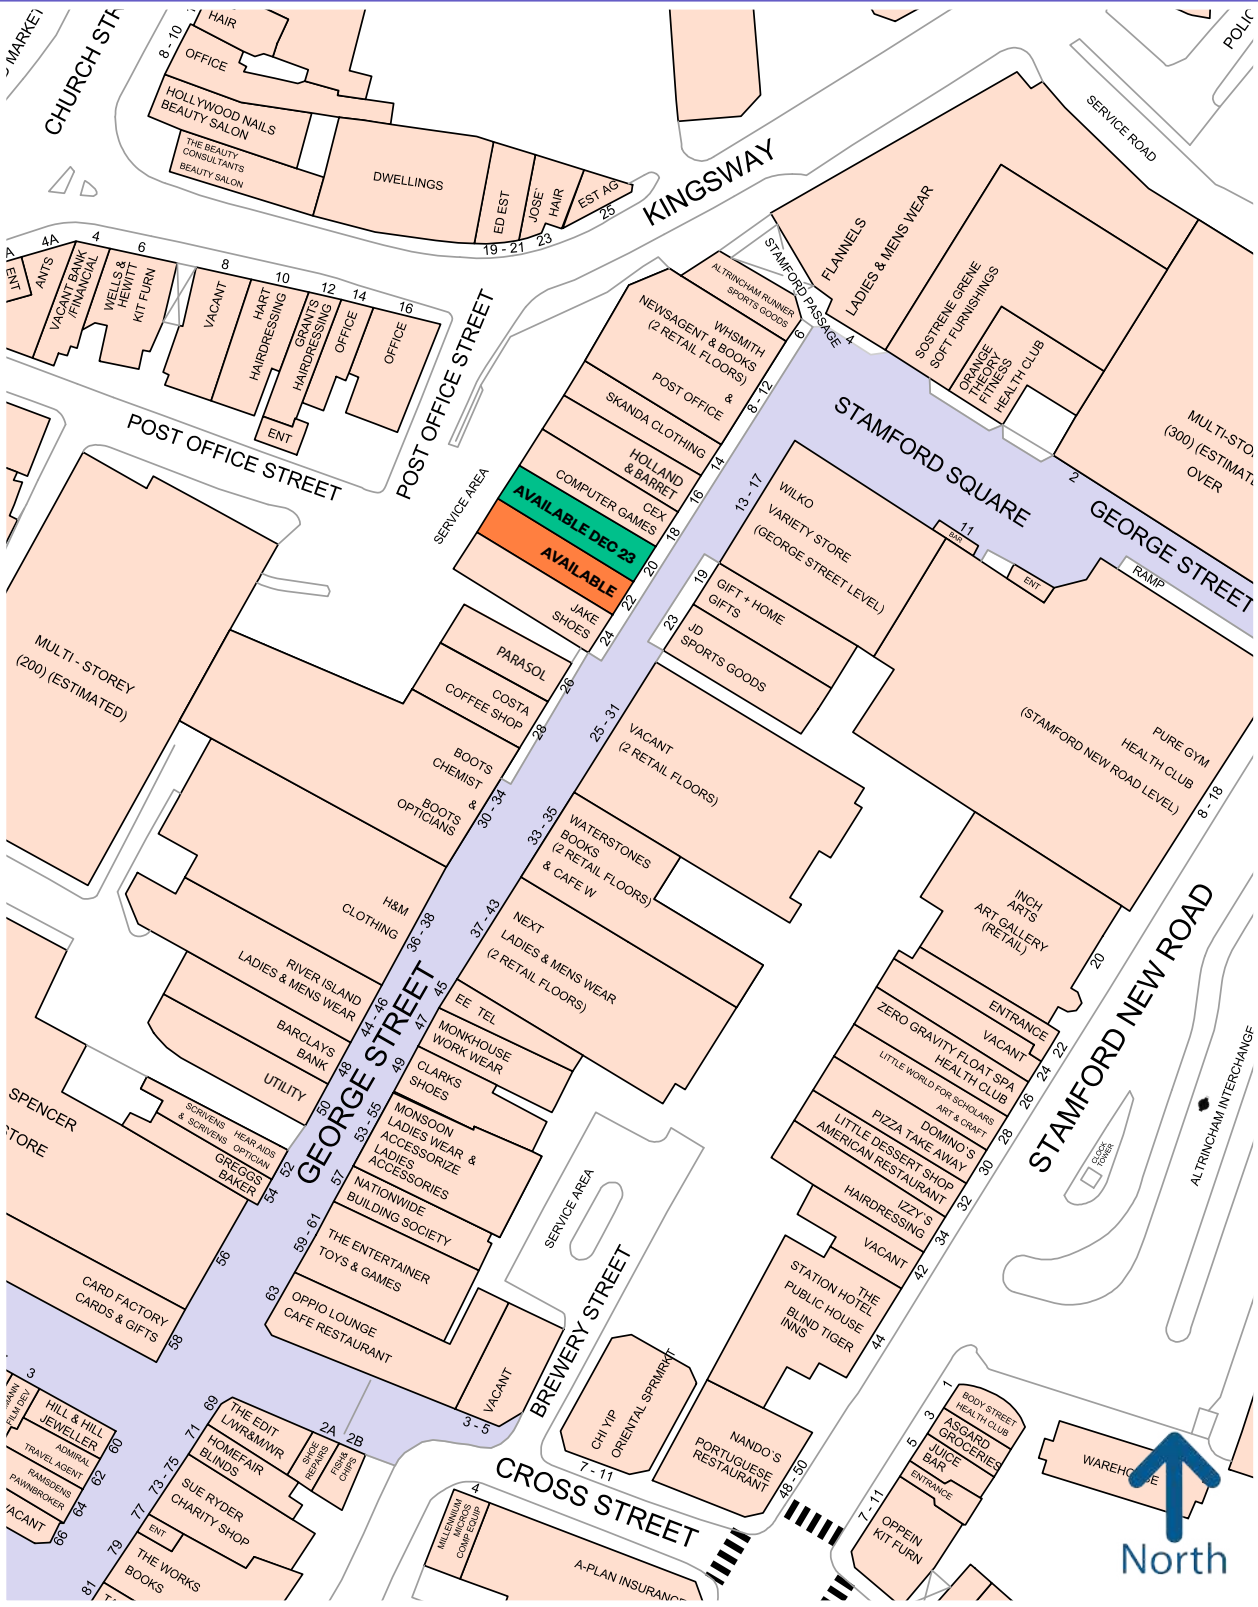 MARKET
CHURCH STR
8 - 10
HAIR
OFFICE
HOLLYWOOD NAILS
BEAUTY SALON
THE BEAUTY
CONSULTANTS
BEAUTY SALON
DWELLINGS
ED EST
19 - 21
JOSE`
HAIR
23
EST AG
25
KINGSWAY
SERVICE ROAD
POLIC
ENT
4A
ANTS
4
VACANT BANK
/FINANCIAL
6
WELLS &
HEWITT
KIT FURN
8
VACANT
10
HART
HAIRDRESSING
12
GRANTS
HAIRDRESSING
14
OFFICE
16
OFFICE
ENT
POST OFFICE STREET
POST OFFICE STREET
SERVICE AREA
STAMFORD PASSAGE
FLANNELS
LADIES & MENS WEAR
4
SOSTRENE GRENE
SOFT FURNISHINGS
ORANGE
THEORY
FITNESS
HEALTH CLUB
MULTI-STO
(300) (ESTIMAT
OVER
2
ALTRINCHAM RUNNER
SPORTS GOODS
6
WHSMITH
NEWSAGENT & BOOKS
(2 RETAIL FLOORS)
&
POST OFFICE
8 - 12
SKANDA CLOTHING
14
HOLLAND
& BARRET
16
CEX
COMPUTER GAMES
18
AVAILABLE DEC 23
20
AVAILABLE
22
JAKE
SHOES
24
STAMFORD SQUARE
GEORGE STREET
RAMP
13 - 17
WILKO
VARIETY STORE
(GEORGE STREET LEVEL)
11
BAR
ENT
19
GIFT + HOME
GIFTS
23
JD
SPORTS GOODS
PURE GYM
HEALTH CLUB
(STAMFORD NEW ROAD LEVEL)
8 - 18
MULTI - STOREY
(200) (ESTIMATED)
PARASOL
26
COSTA
COFFEE SHOP
28
BOOTS
CHEMIST
&
BOOTS
OPTICIANS
30 - 34
25 - 31
VACANT
(2 RETAIL FLOORS)
33 - 35
WATERSTONES
BOOKS
(2 RETAIL FLOORS)
& CAFE W
H&M
CLOTHING
36 - 38
37 - 43
NEXT
LADIES & MENS WEAR
(2 RETAIL FLOORS)
INCH
ARTS
ART GALLERY
(RETAIL)
20
STAMFORD NEW ROAD
RIVER ISLAND
LADIES & MENS WEAR
44 - 46
45
EE TEL
47
MONKHOUSE
WORK WEAR
BARCLAYS
BANK
48
UTILITY
50
49
CLARKS
SHOES
GEORGE STREET
ENTRANCE
VACANT
22
ZERO GRAVITY FLOAT SPA
HEALTH CLUB
24
LITTLE WORLD FOR SCHOLARS
ART & CRAFT
26
DOMINO`S
PIZZA TAKE AWAY
28
LITTLE DESSERT SHOP
AMERICAN RESTAURANT
30
IZZY`S
HAIRDRESSING
32
VACANT
34
42
THE
STATION HOTEL
PUBLIC HOUSE
BLIND TIGER
INNS
44
ALTRINCHAM INTERCHANGE
CLOCK
TOWER
SPENCER
TORE
SCRIVENS
& SCRIVENS
HEAR AIDS
OPTICIAN
52
GREGGS
BAKER
54
53 - 55
MONSOON
LADIES WEAR &
ACCESSORIZE
LADIES
ACCESSORIES
57
NATIONWIDE
BUILDING SOCIETY
59 - 61
THE ENTERTAINER
TOYS & GAMES
63
OPPIO LOUNGE
CAFE RESTAURANT
VACANT
3 - 5
SERVICE AREA
BREWERY STREET
56
CARD FACTORY
CARDS & GIFTS
58
3
MANN
FILM DEV
HILL & HILL
JEWELLER
60
ADMIRAL
TRAVEL AGENT
62
RAMSDENS
PAWNBROKER
64
VACANT
66
69
THE EDIT
LWR&MWR
71
HOMEFAIR
BLINDS
2A
SHOE
REPAIRS
2B
FISH&
CHIPS
73 - 75
SUE RYDER
CHARITY SHOP
77
ENT
79
THE WORKS
BOOKS
81
CHI YIP
ORIENTAL SPRMRKT
7 - 11
NANDO`S
PORTUGUESE
RESTAURANT
48 - 50
CROSS STREET
4
MILLENNIUM
MICROS
COMP EQUIP
A-PLAN INSURANCE
1
BODY STREET
HEALTH CLUB
3
ASGARD
GROCERIES
5
JUICE
BAR
ENTRANCE
7 - 11
OPPEIN
KIT FURN
WAREHOUSE
North